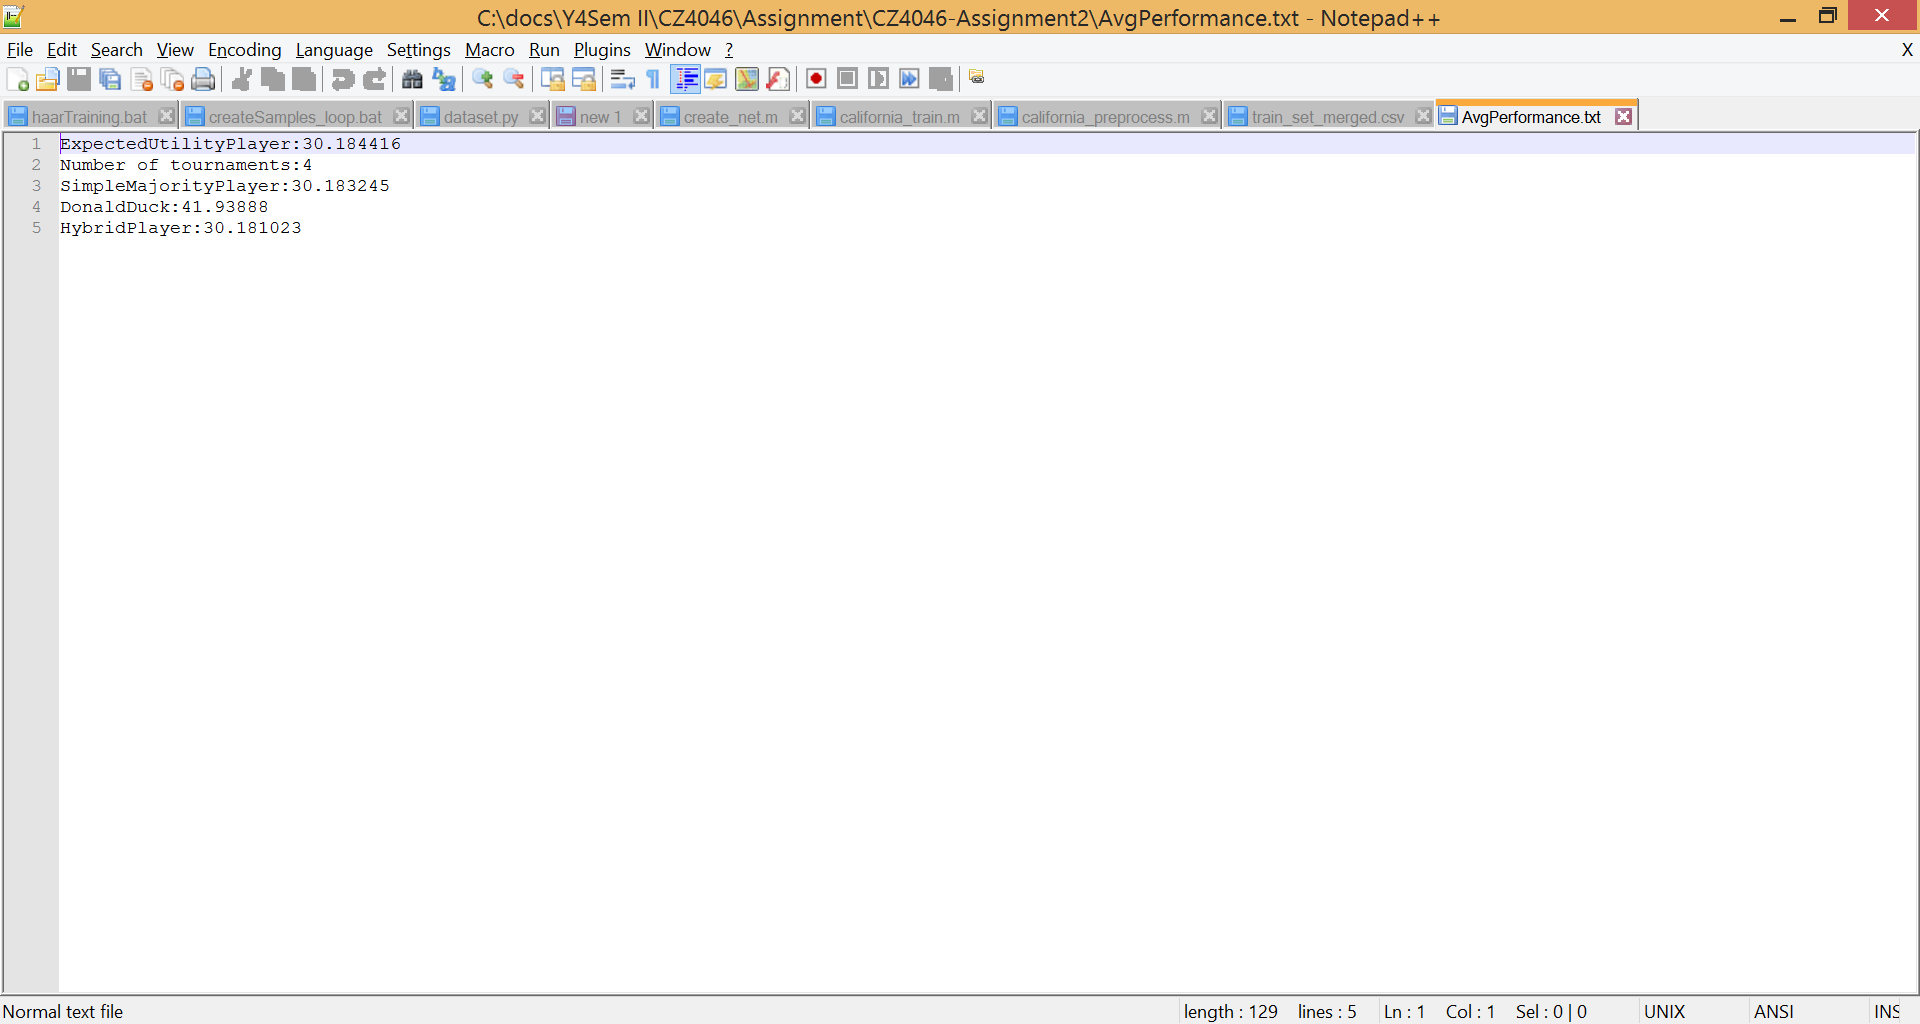 C:\docs\Y4Sem II\CZ4046\Assignment\CZ4046-Assignment2\AvgPerformance.txt - Notepad++
File Edit Search View Encoding Language Settings Macro Run Plugins Window ? X
haarTraining.bat createSamples_loop.bat dataset.py new 1 create_net.m california_train.m california_preprocess.m train_set_merged.csv AvgPerformance.txt
1 ExpectedUtilityPlayer:30.184416
2 Number of tournaments:4
3 SimpleMajorityPlayer:30.183245
4 DonaldDuck:41.93888
5 HybridPlayer:30.181023
Normal text file length : 129 lines : 5 Ln : 1 Col : 1 Sel : 0 | 0 UNIX ANSI INS